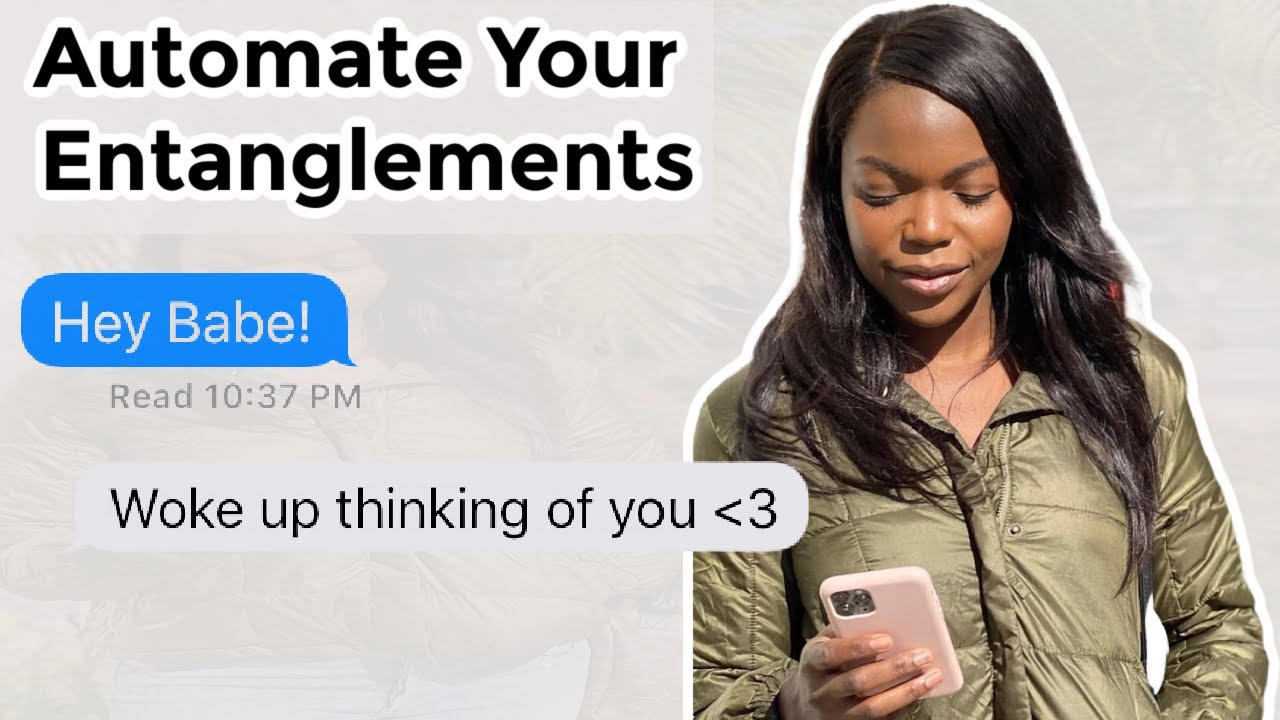 Automate Your
Entanglements
Hey Babe!
Read 10:37 PM
Woke up thinking of you <3